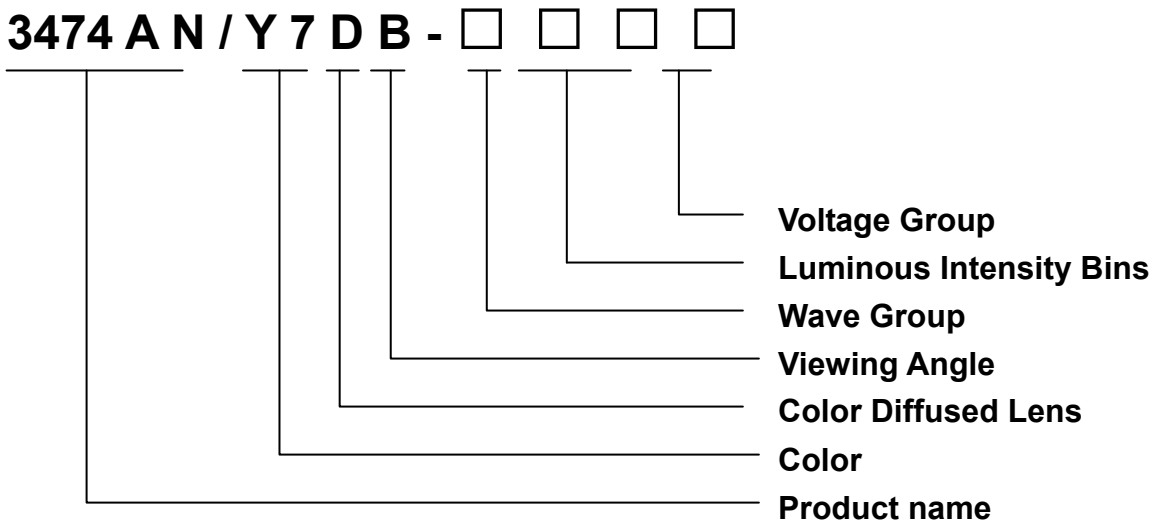 3474 A N / Y 7 D B - □ □ □ □
Voltage Group
Luminous Intensity Bins
Wave Group
Viewing Angle
Color Diffused Lens
Color
Product name